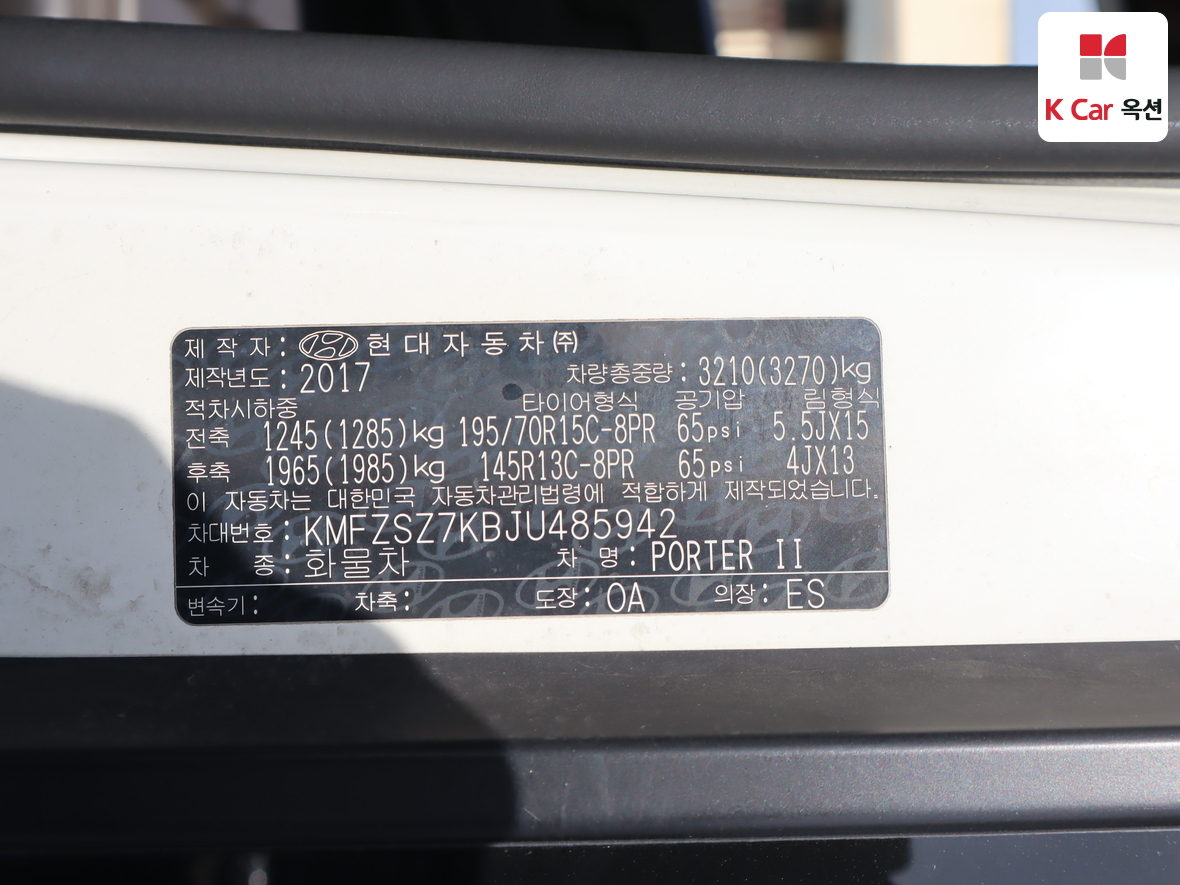 K Car 옥션
제 작 자 : 현 대 자 동 차 ㈜
제작년도 : 2017 차량총중량 : 3210(3270)kg
적차시하중 타이어형식 공기압 림형식
전축 1245(1285)kg 195/70R15C-8PR 65psi 5.5JX15
후축 1965(1985)kg 145R13C-8PR 65psi 4JX13
이 자동차는 대한민국 자동차관리법령에 적합하게 제작되었습니다.
차대번호 : KMFZSZ7KBJU485942
차 종 : 화물차 차 명 : PORTER II
변속기 : 차축 : 도장 : OA 의장 : ES